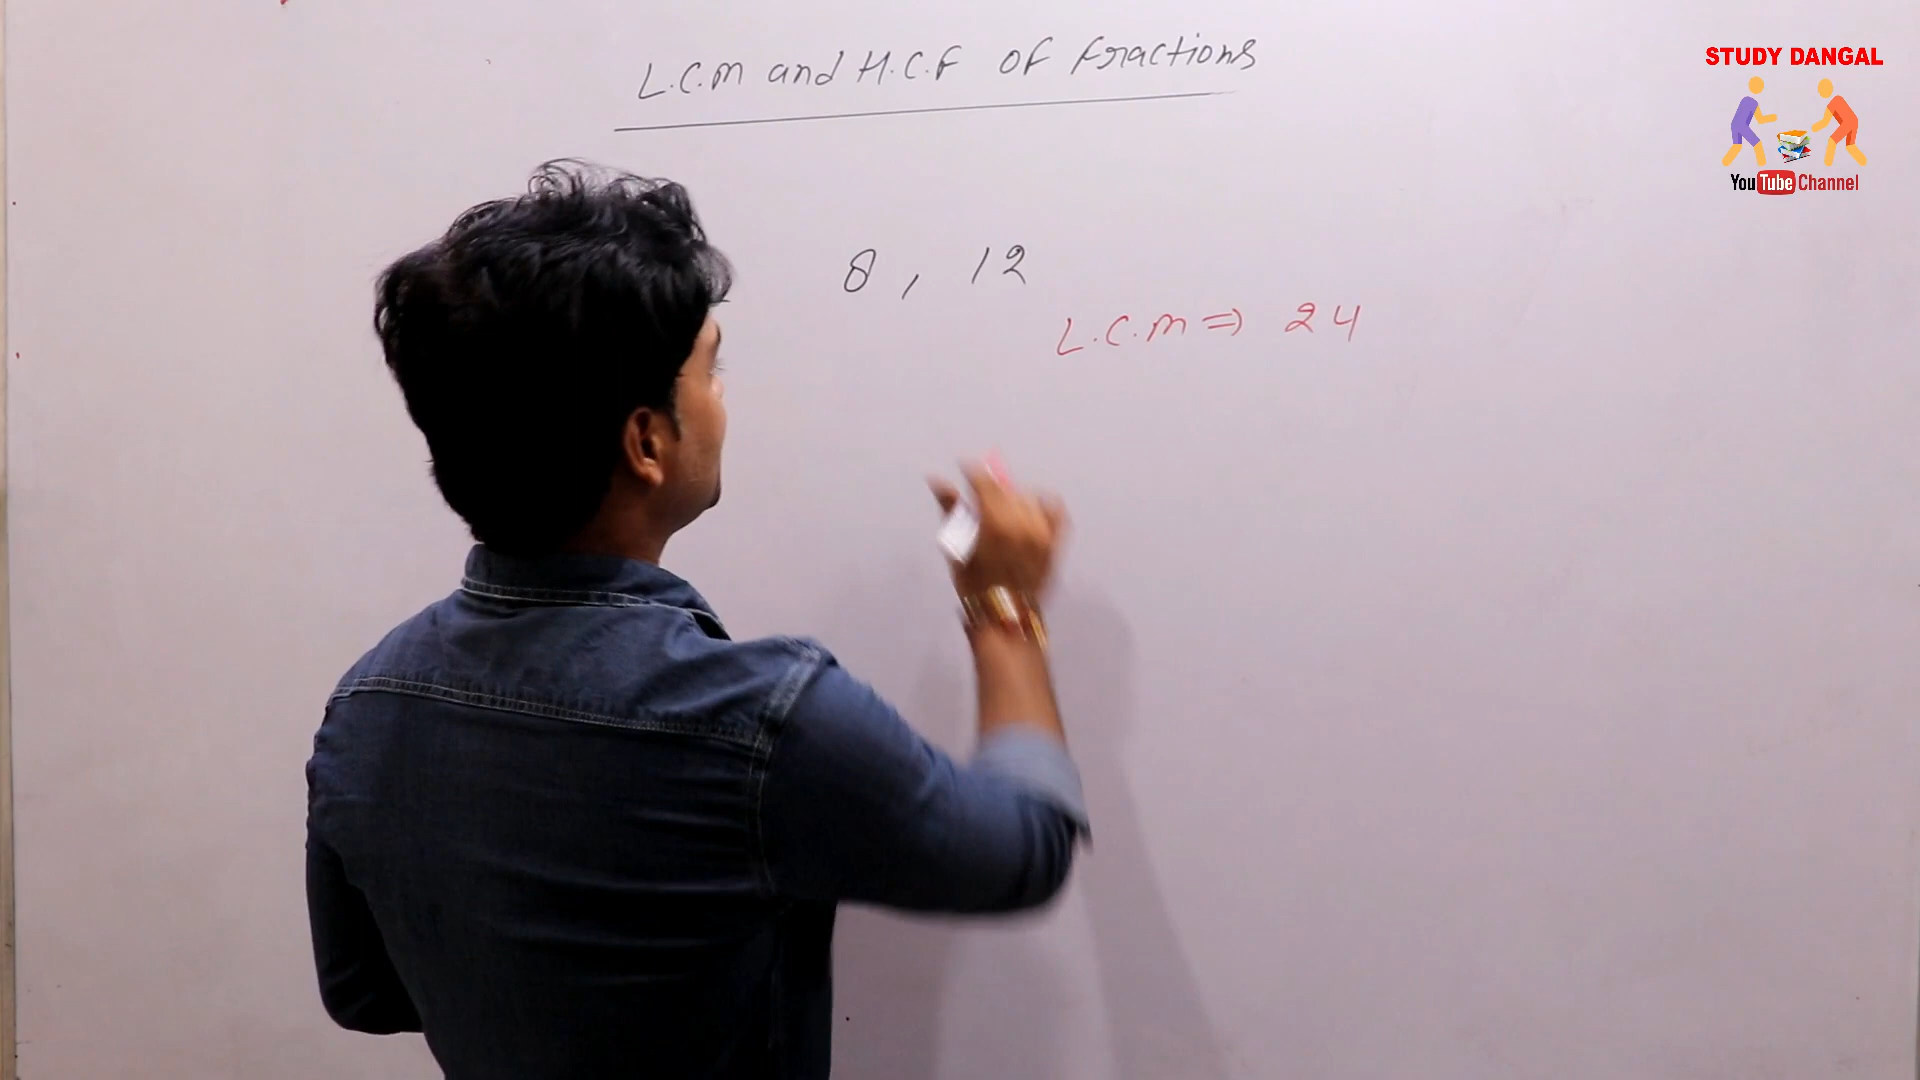 L.C.M and H.C.F OF fractions
STUDY DANGAL
YouTube Channel
8, 12
L.C.M => 24